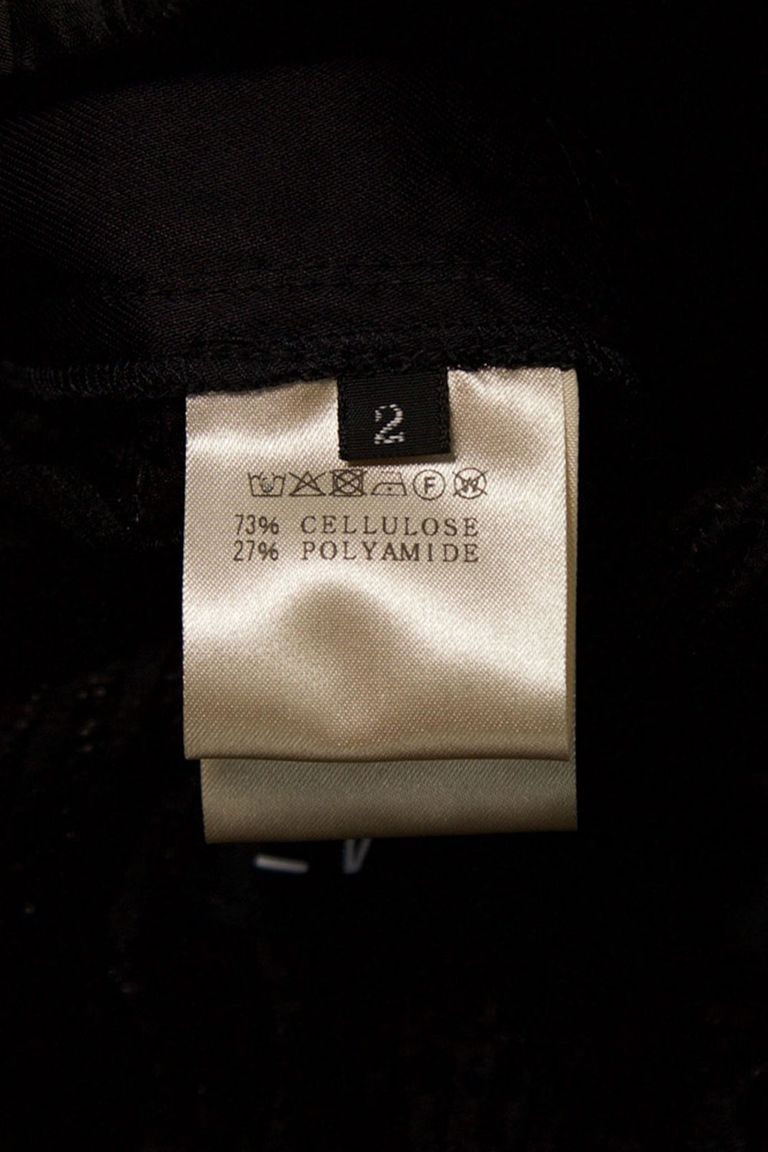 2
F W
73% CELLULOSE
27% POLYAMIDE